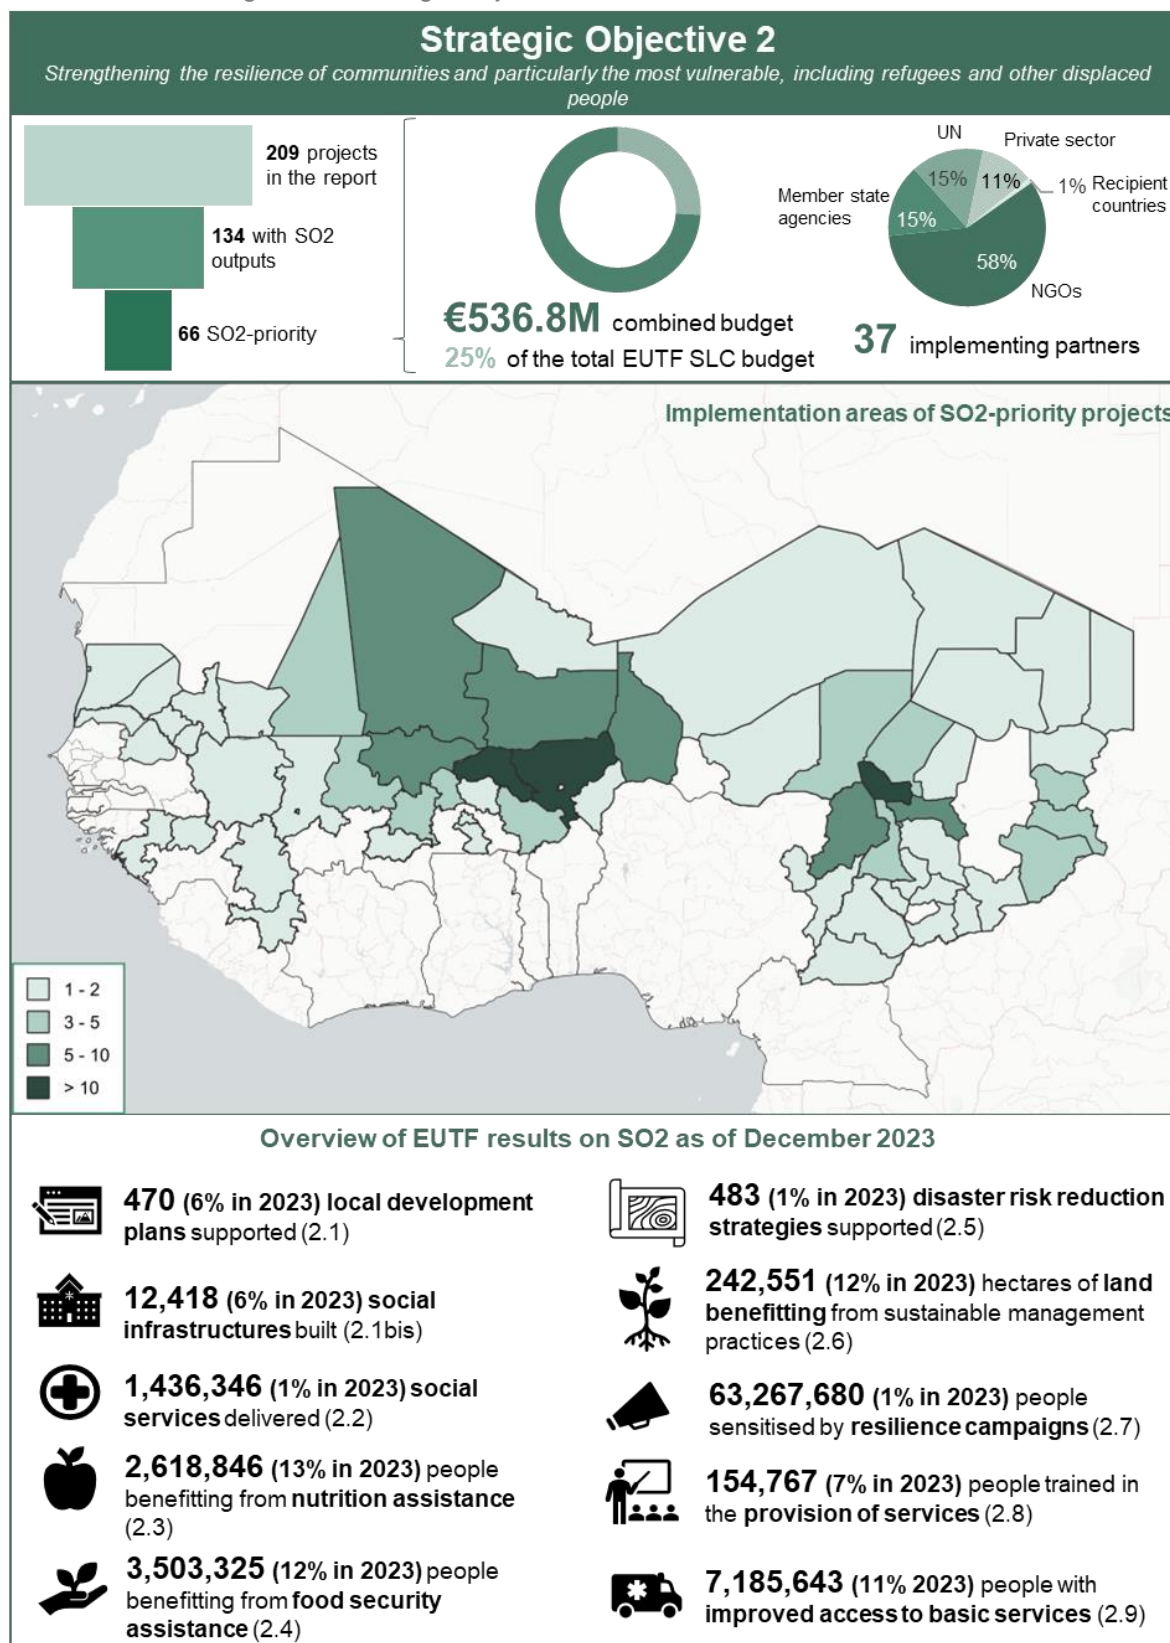 Strategic Objective 2
Strengthening the resilience of communities and particularly the most vulnerable, including refugees and other displaced
people
209 projects
in the report
134 with SO2
outputs
66 SO2-priority
€536.8M combined budget
25% of the total EUTF SLC budget
UN
Private sector
15%
11%
1% Recipient
countries
Member state
agencies
15%
58%
NGOs
37 implementing partners
Implementation areas of SO2-priority projects
1 - 2
3 - 5
5 - 10
> 10
Overview of EUTF results on SO2 as of December 2023
470 (6% in 2023) local development
plans supported (2.1)
12,418 (6% in 2023) social
infrastructures built (2.1bis)
1,436,346 (1% in 2023) social
services delivered (2.2)
2,618,846 (13% in 2023) people
benefitting from nutrition assistance
(2.3)
3,503,325 (12% in 2023) people
benefitting from food security
assistance (2.4)
483 (1% in 2023) disaster risk reduction
strategies supported (2.5)
242,551 (12% in 2023) hectares of land
benefitting from sustainable management
practices (2.6)
63,267,680 (1% in 2023) people
sensitised by resilience campaigns (2.7)
154,767 (7% in 2023) people trained in
the provision of services (2.8)
7,185,643 (11% 2023) people with
improved access to basic services (2.9)